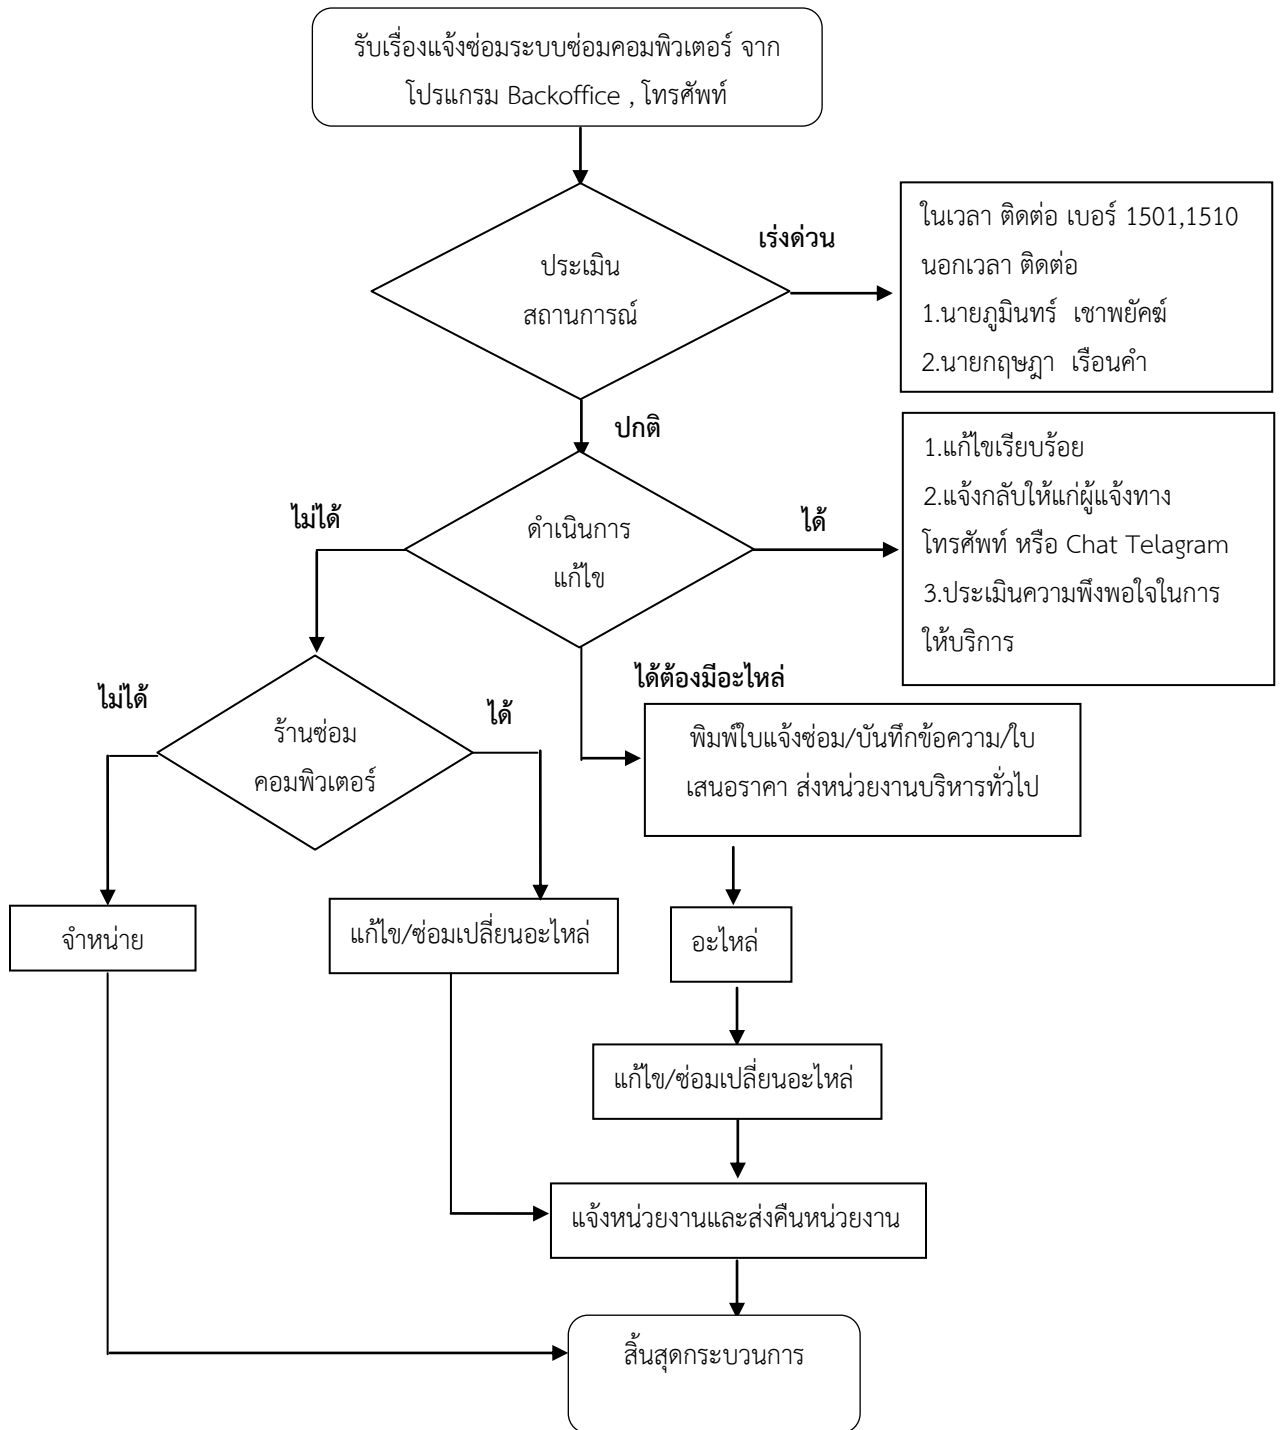 รับเรื่องแจ้งซ่อมระบบซ่อมคอมพิวเตอร์ จาก
โปรแกรม Backoffice , โทรศัพท์
เร่งด่วน
ประเมิน
สถานการณ์
ในเวลา ติดต่อ เบอร์ 1501,1510
นอกเวลา ติดต่อ
1.นายภูมินทร์ เชาพยัคฆ์
2.นายกฤษฎา เรือนคำ
ปกติ
ไม่ได้
ดำเนินการ
แก้ไข
ได้
1.แก้ไขเรียบร้อย
2.แจ้งกลับให้แก่ผู้แจ้งทาง
โทรศัพท์ หรือ Chat Telagram
3.ประเมินความพึงพอใจในการ
ให้บริการ
ไม่ได้
ร้านซ่อม
คอมพิวเตอร์
ได้
ได้ต้องมีอะไหล่
พิมพ์ใบแจ้งซ่อม/บันทึกข้อความ/ใบ
เสนอราคา ส่งหน่วยงานบริหารทั่วไป
จำหน่าย
แก้ไข/ซ่อมเปลี่ยนอะไหล่
อะไหล่
แก้ไข/ซ่อมเปลี่ยนอะไหล่
แจ้งหน่วยงานและส่งคืนหน่วยงาน
สิ้นสุดกระบวนการ